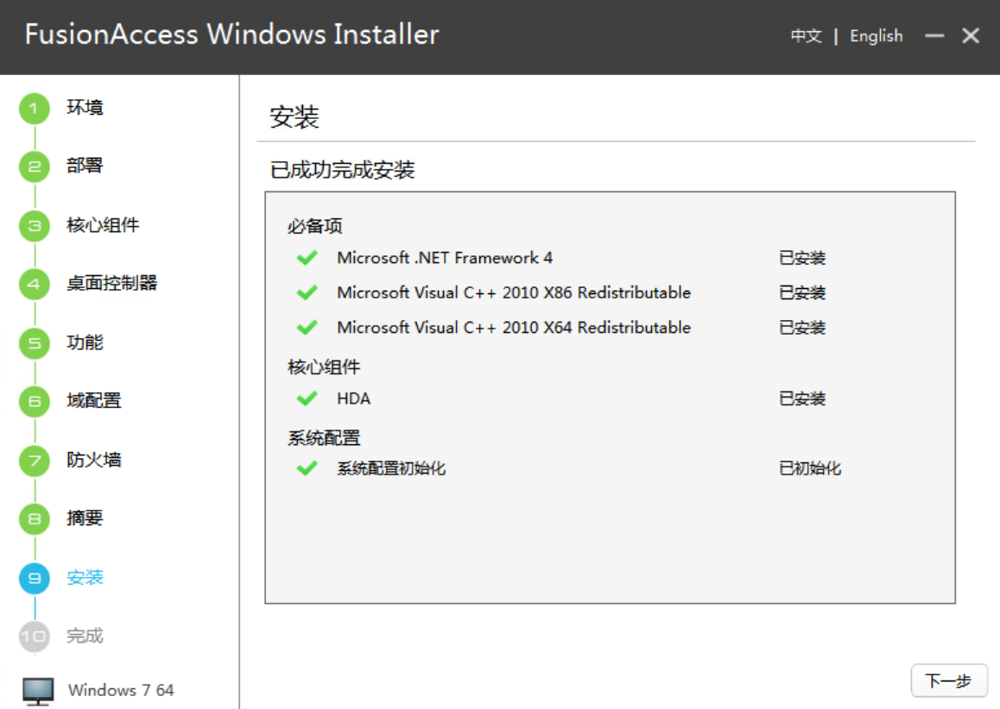 FusionAccess Windows Installer
中文 | English
1 环境
2 部署
3 核心组件
4 桌面控制器
5 功能
6 域配置
7 防火墙
8 摘要
9 安装
10 完成
Windows 7 64
安装
已成功完成安装
必备项
Microsoft .NET Framework 4 已安装
Microsoft Visual C++ 2010 X86 Redistributable 已安装
Microsoft Visual C++ 2010 X64 Redistributable 已安装
核心组件
HDA 已安装
系统配置
系统配置初始化 已初始化
下一步